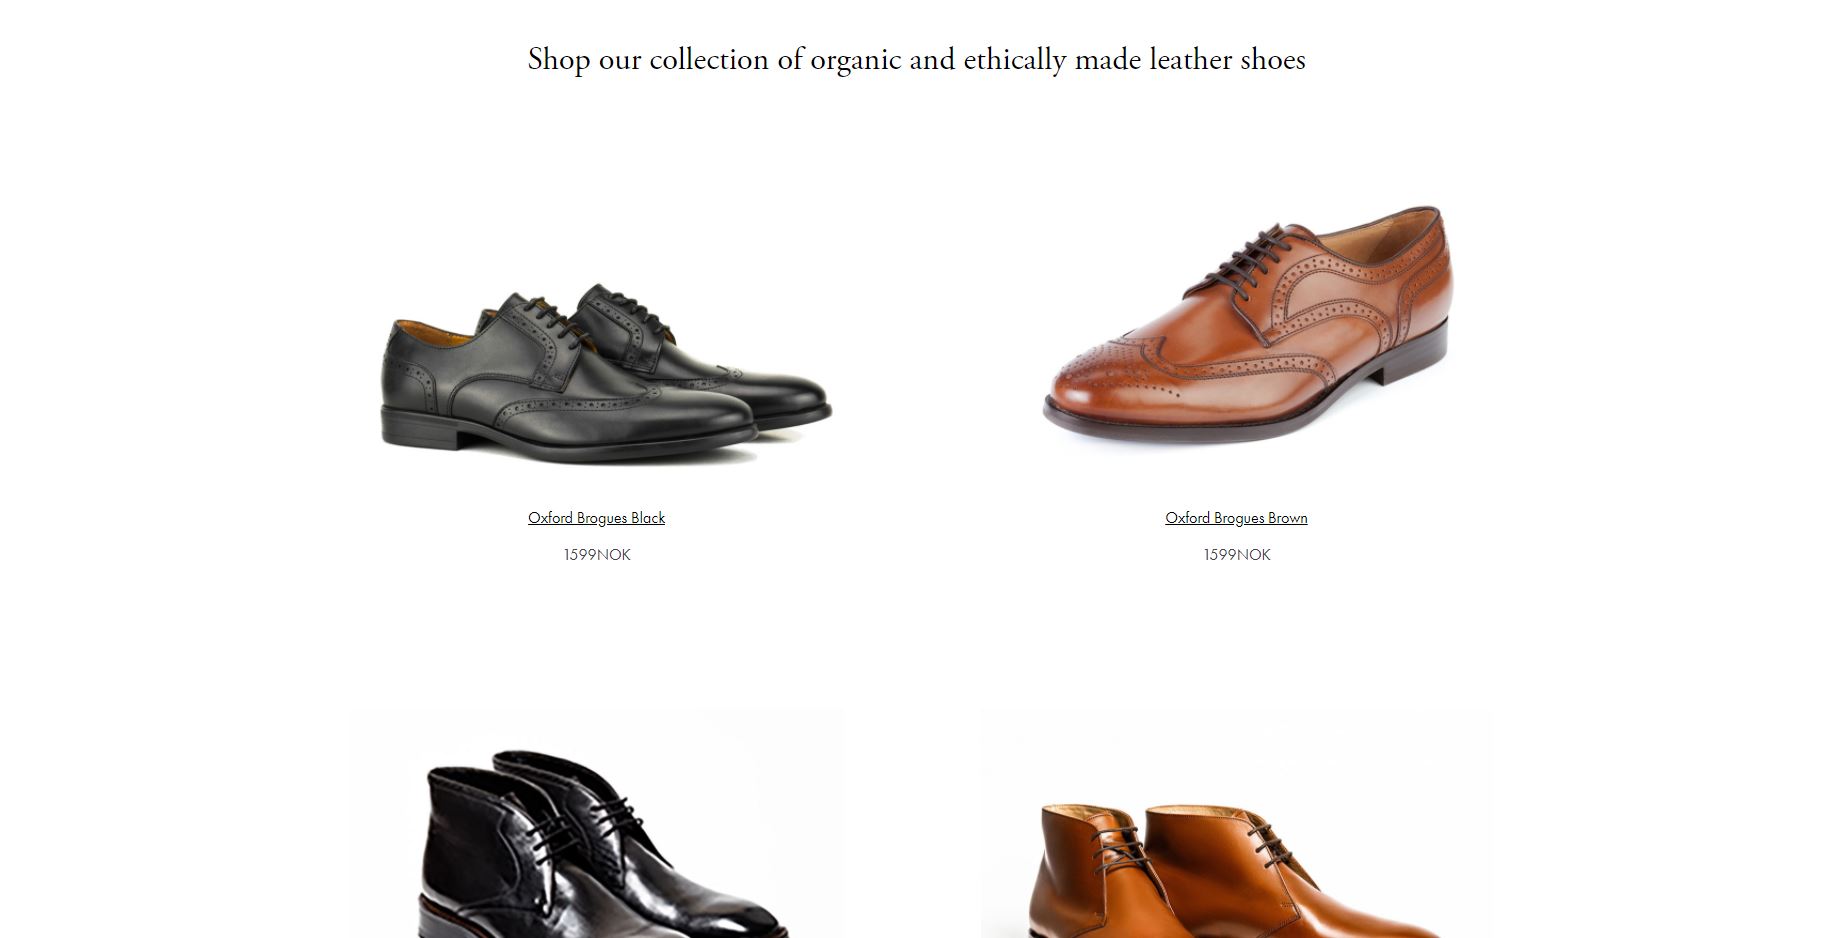 Shop our collection of organic and ethically made leather shoes
Oxford Brogues Black
1599NOK
Oxford Brogues Brown
1599NOK